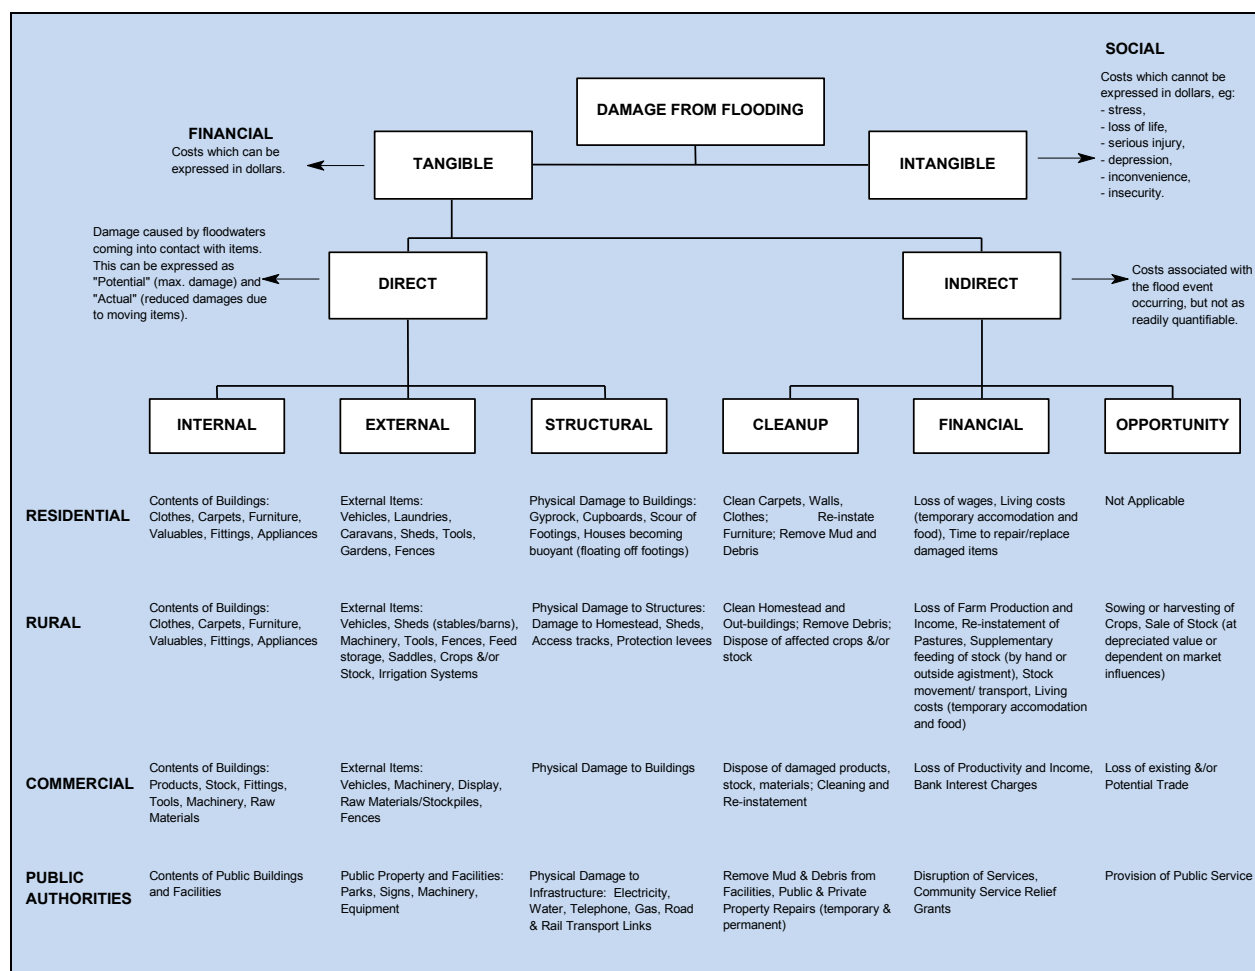 SOCIAL
Costs which cannot be
expressed in dollars, eg:
- stress,
- loss of life,
- serious injury,
- depression,
- inconvenience,
- insecurity.
DAMAGE FROM FLOODING
FINANCIAL
Costs which can be
expressed in dollars.
TANGIBLE
INTANGIBLE
Damage caused by floodwaters
coming into contact with items.
This can be expressed as
"Potential" (max. damage) and
"Actual" (reduced damages due
to moving items).
DIRECT
INDIRECT
Costs associated with
the flood event
occurring, but not as
readily quantifiable.
INTERNAL
EXTERNAL
STRUCTURAL
CLEANUP
FINANCIAL
OPPORTUNITY
RESIDENTIAL
Contents of Buildings:
Clothes, Carpets, Furniture,
Valuables, Fittings, Appliances
External Items:
Vehicles, Laundries,
Caravans, Sheds, Tools,
Gardens, Fences
Physical Damage to Buildings:
Gyprock, Cupboards, Scour of
Footings, Houses becoming
buoyant (floating off footings)
Clean Carpets, Walls,
Clothes; Re-instate
Furniture; Remove Mud and
Debris
Loss of wages, Living costs
(temporary accomodation and
food), Time to repair/replace
damaged items
Not Applicable
RURAL
Contents of Buildings:
Clothes, Carpets, Furniture,
Valuables, Fittings, Appliances
External Items:
Vehicles, Sheds (stables/barns),
Machinery, Tools, Fences, Feed
storage, Saddles, Crops &/or
Stock, Irrigation Systems
Physical Damage to Structures:
Damage to Homestead, Sheds,
Access tracks, Protection levees
Clean Homestead and
Out-buildings; Remove Debris;
Dispose of affected crops &/or
stock
Loss of Farm Production and
Income, Re-instatement of
Pastures, Supplementary
feeding of stock (by hand or
outside agistment), Stock
movement/ transport, Living
costs (temporary accomodation
and food)
Sowing or harvesting of
Crops, Sale of Stock (at
depreciated value or
dependent on market
influences)
COMMERCIAL
Contents of Buildings:
Products, Stock, Fittings,
Tools, Machinery, Raw
Materials
External Items:
Vehicles, Machinery, Display,
Raw Materials/Stockpiles,
Fences
Physical Damage to Buildings
Dispose of damaged products,
stock, materials; Cleaning and
Re-instatement
Loss of Productivity and Income,
Bank Interest Charges
Loss of existing &/or
Potential Trade
PUBLIC
AUTHORITIES
Contents of Public Buildings
and Facilities
Public Property and Facilities:
Parks, Signs, Machinery,
Equipment
Physical Damage to
Infrastructure: Electricity,
Water, Telephone, Gas, Road
& Rail Transport Links
Remove Mud & Debris from
Facilities, Public & Private
Property Repairs (temporary &
permanent)
Disruption of Services,
Community Service Relief
Grants
Provision of Public Service